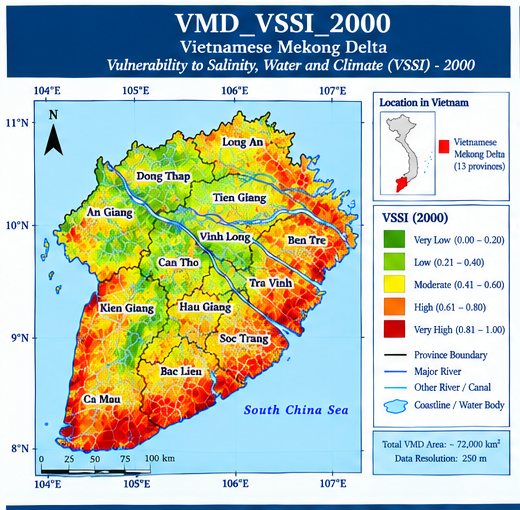 VMD_VSSI_2000
Vietnamese Mekong Delta
Vulnerability to Salinity, Water and Climate (VSSI) - 2000
104°E
105°E
106°E
107°E
11°N
10°N
9°N
8°N
N
Long An
Dong Thap
Tien Giang
An Giang
Vinh Long
Ben Tre
Can Tho
Tra Vinh
Kien Giang
Hau Giang
Soc Trang
Bac Lieu
Ca Mau
South China Sea
0 25 50 75 100 km
104°E
105°E
106°E
107°E
Location in Vietnam
Vietnamese
Mekong Delta
(13 provinces)
VSSI (2000)
Very Low (0.00 – 0.20)
Low (0.21 – 0.40)
Moderate (0.41 – 0.60)
High (0.61 – 0.80)
Very High (0.81 – 1.00)
Province Boundary
Major River
Other River / Canal
Coastline / Water Body
Total VMD Area: ~ 72,000 km²
Data Resolution: 250 m